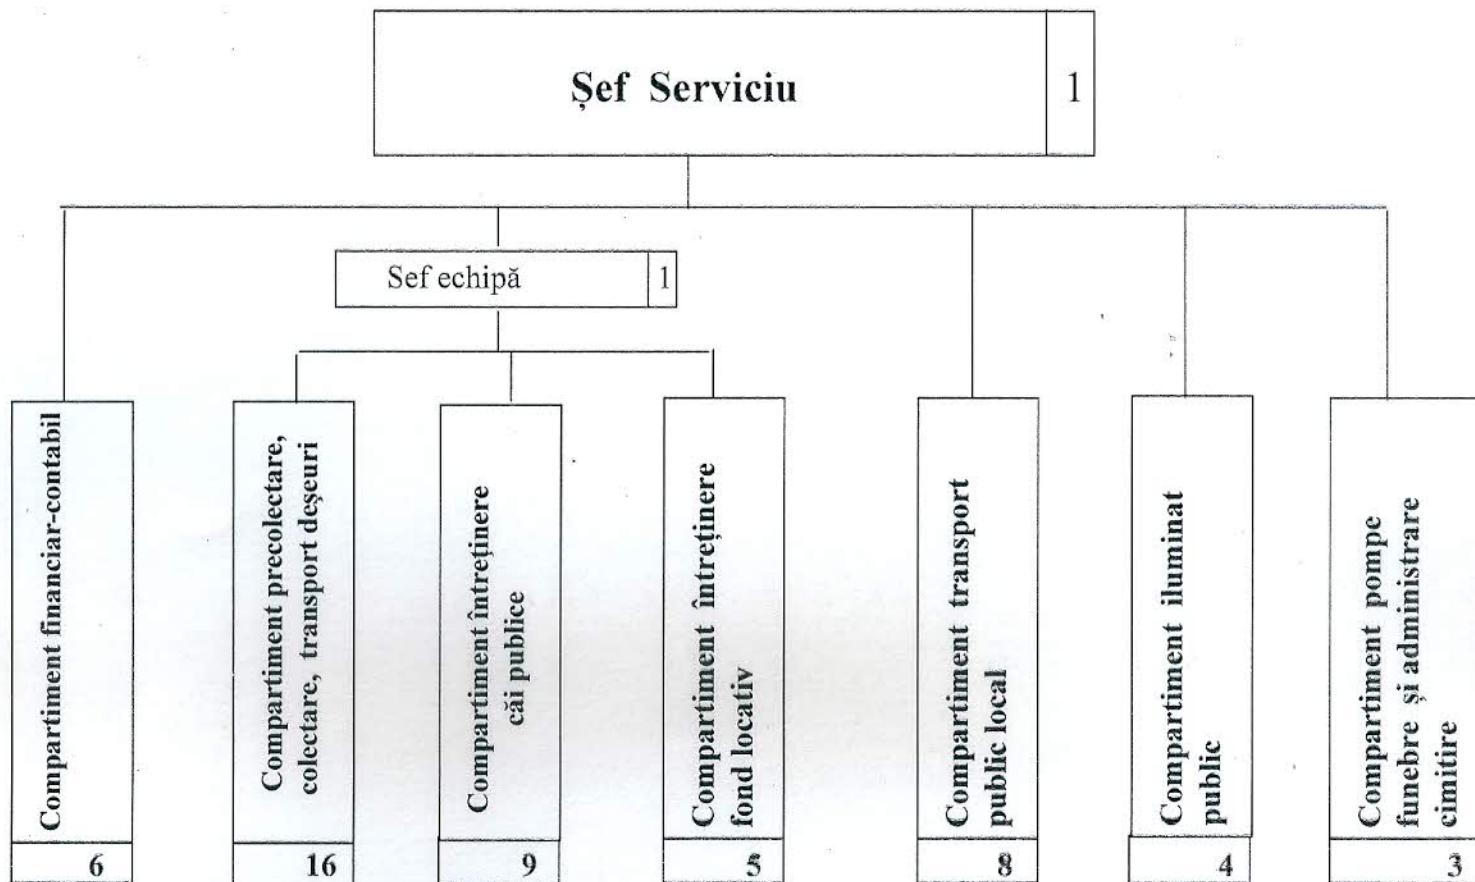 Șef Serviciu
1
Sef echipă
1
Compartiment financiar-contabil
6
Compartiment precolectare,
colectare, transport deșeuri
16
Compartiment întreținere
căi publice
9
Compartiment întreținere
fond locativ
5
Compartiment transport
public local
8
Compartiment iluminat
public
4
Compartiment pompe
funebre și administrare
cimitire
3